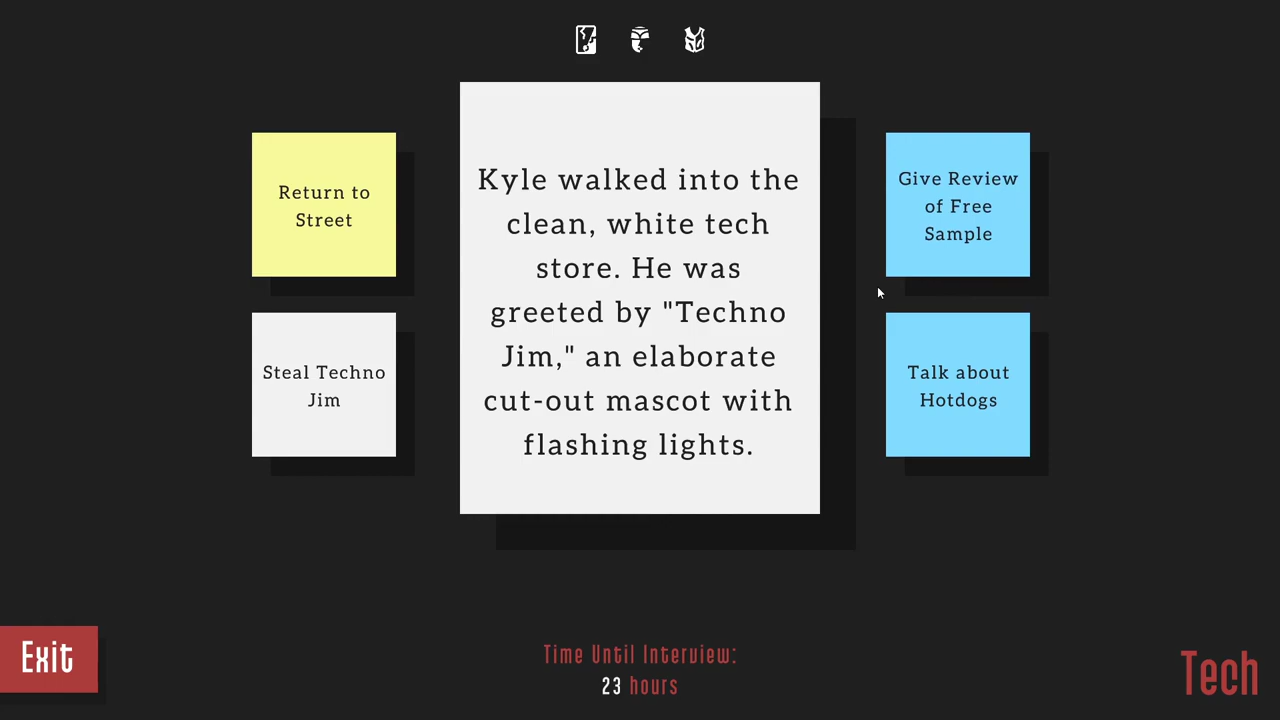 Return to
Street
Steal Techno
Jim
Kyle walked into the
clean, white tech
store. He was
greeted by "Techno
Jim," an elaborate
cut-out mascot with
flashing lights.
Give Review
of Free
Sample
Talk about
Hotdogs
Exit
Time Until Interview:
23 hours
Tech